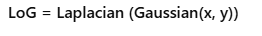 LoG = Laplacian (Gaussian(x, y))